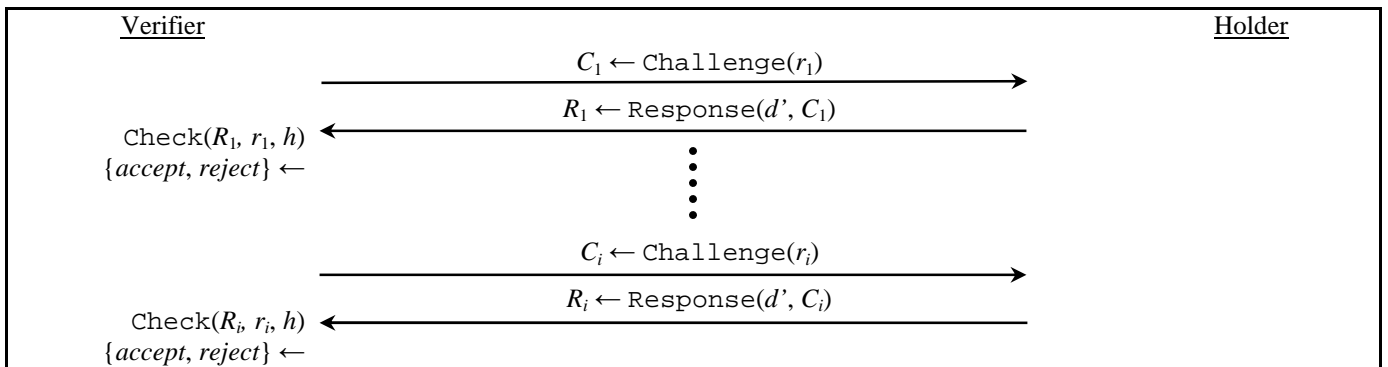 Verifier Holder
C₁ ← Challenge(r₁)
R₁ ← Response(d’, C₁)
Check(R₁, r₁, h)
{accept, reject} ←
Cᵢ ← Challenge(rᵢ)
Rᵢ ← Response(d’, Cᵢ)
Check(Rᵢ, rᵢ, h)
{accept, reject} ←